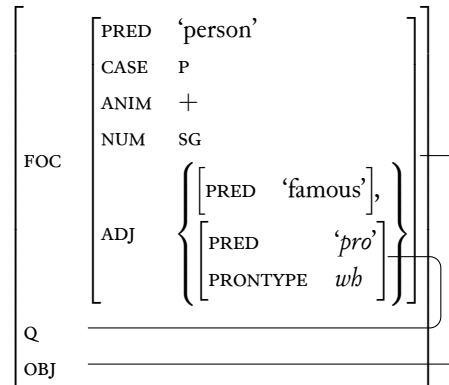 PRED ‘person’
CASE P
ANIM +
NUM SG
FOC
[PRED ‘famous’],
ADJ
PRED ‘pro’
PRONTYPE wh
Q
OBJ